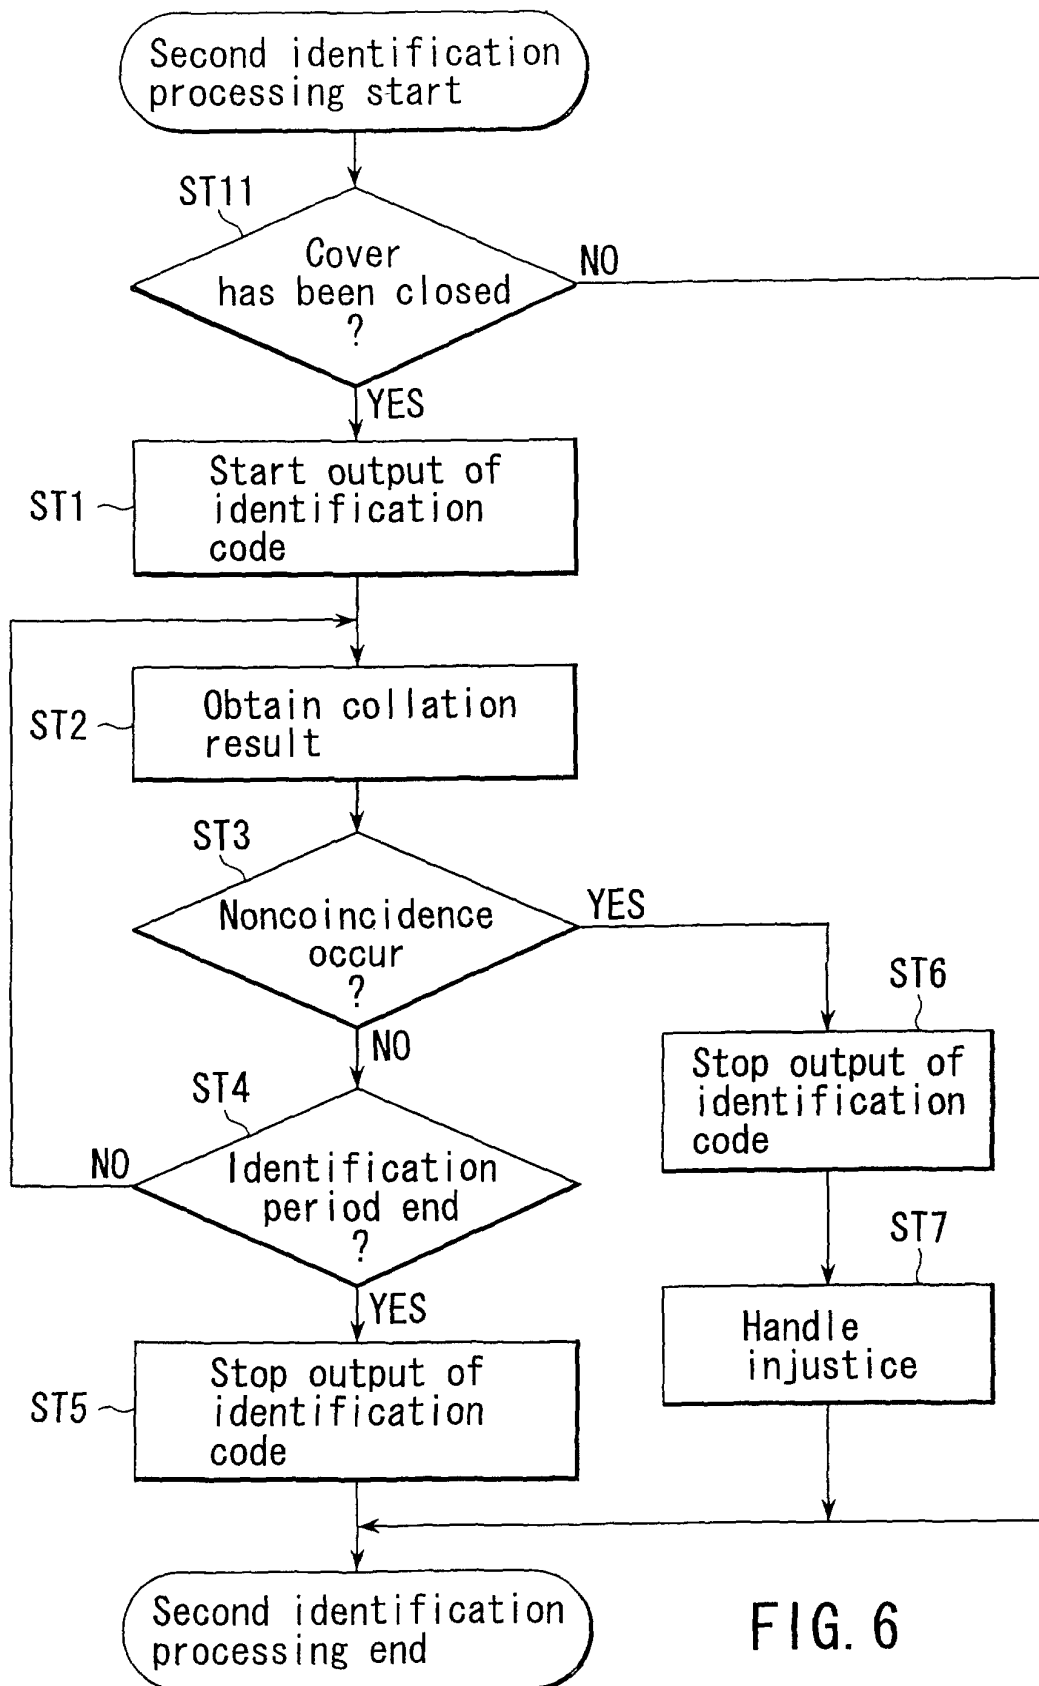 Second identification
processing start
ST11
Cover
has been closed
?
NO
YES
ST1
Start output of
identification
code
ST2
Obtain collation
result
ST3
Noncoincidence
occur
?
YES
NO
ST6
Stop output of
identification
code
ST4
Identification
period end
?
NO
YES
ST7
Handle
injustice
ST5
Stop output of
identification
code
Second identification
processing end
FIG. 6